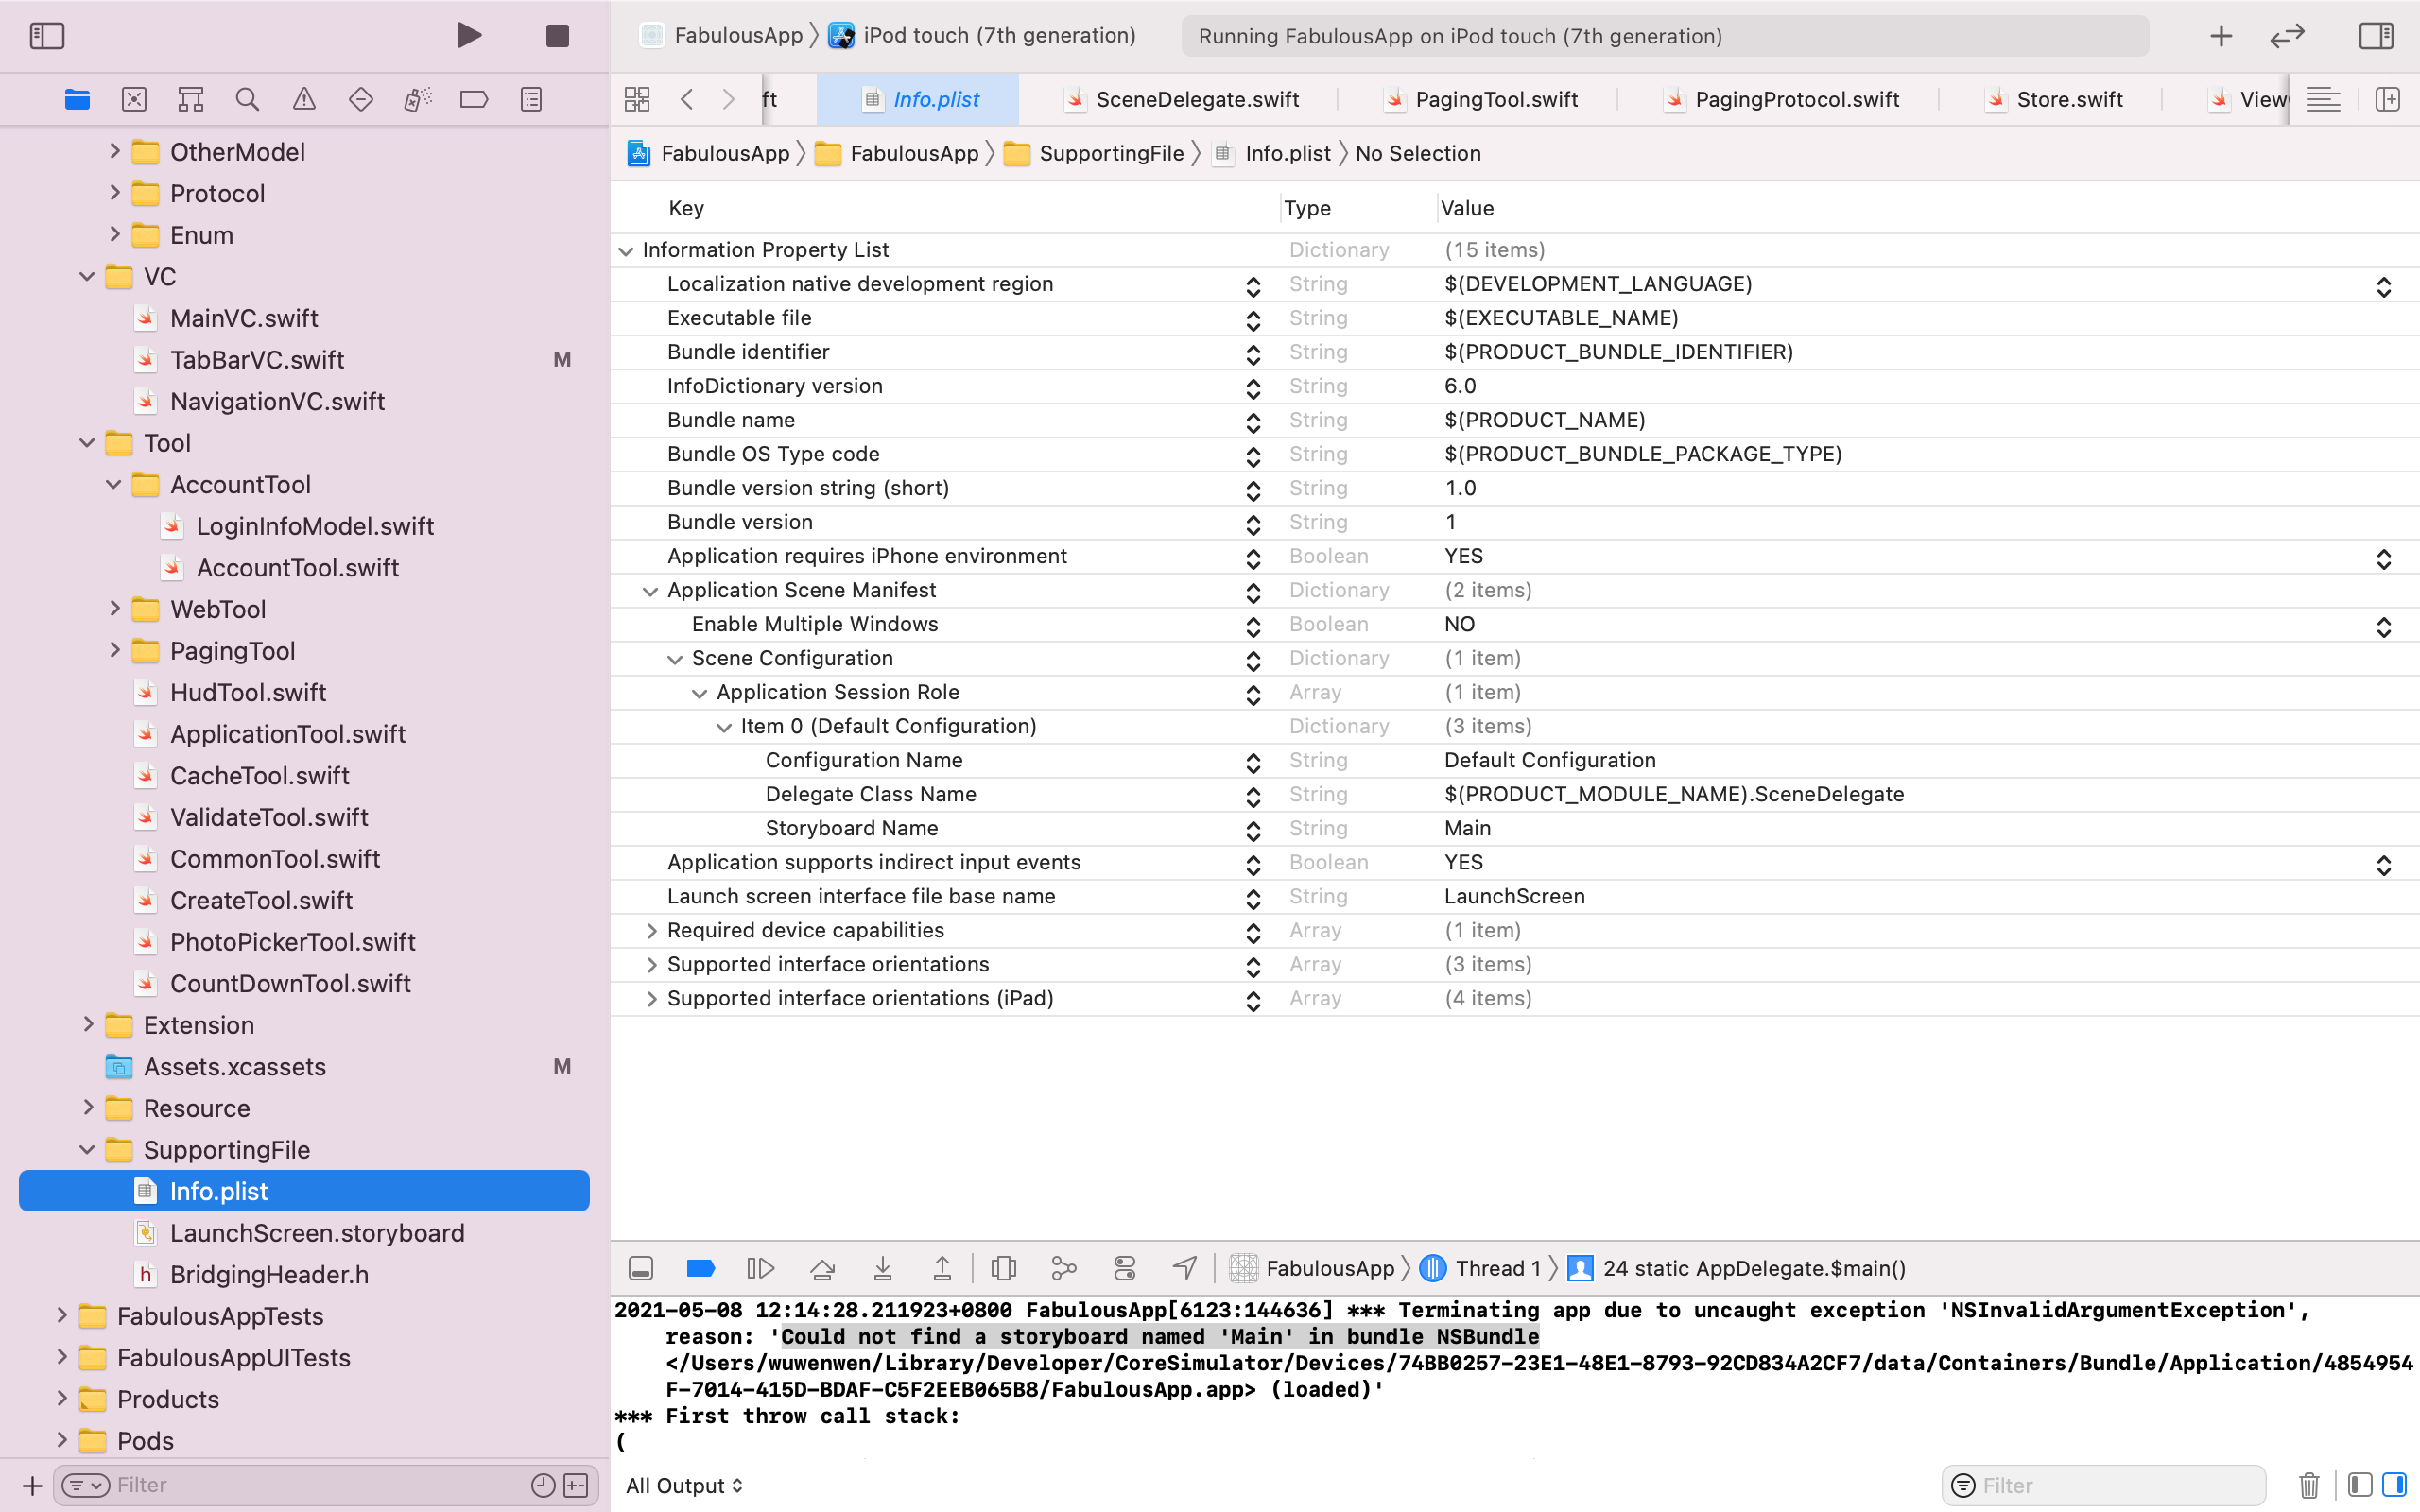 FabulousApp
iPod touch (7th generation)
Running FabulousApp on iPod touch (7th generation)
ft
Info.plist
SceneDelegate.swift
PagingTool.swift
PagingProtocol.swift
Store.swift
View
FabulousApp
FabulousApp
SupportingFile
Info.plist
No Selection
OtherModel
Protocol
Enum
VC
MainVC.swift
TabBarVC.swift M
NavigationVC.swift
Tool
AccountTool
LoginInfoModel.swift
AccountTool.swift
WebTool
PagingTool
HudTool.swift
ApplicationTool.swift
CacheTool.swift
ValidateTool.swift
CommonTool.swift
CreateTool.swift
PhotoPickerTool.swift
CountDownTool.swift
Extension
Assets.xcassets M
Resource
SupportingFile
Info.plist
LaunchScreen.storyboard
h BridgingHeader.h
FabulousAppTests
FabulousAppUITests
Products
Pods
Filter
Key Type Value
Information Property List Dictionary (15 items)
Localization native development region String $(DEVELOPMENT_LANGUAGE)
Executable file String $(EXECUTABLE_NAME)
Bundle identifier String $(PRODUCT_BUNDLE_IDENTIFIER)
InfoDictionary version String 6.0
Bundle name String $(PRODUCT_NAME)
Bundle OS Type code String $(PRODUCT_BUNDLE_PACKAGE_TYPE)
Bundle version string (short) String 1.0
Bundle version String 1
Application requires iPhone environment Boolean YES
Application Scene Manifest Dictionary (2 items)
Enable Multiple Windows Boolean NO
Scene Configuration Dictionary (1 item)
Application Session Role Array (1 item)
Item 0 (Default Configuration) Dictionary (3 items)
Configuration Name String Default Configuration
Delegate Class Name String $(PRODUCT_MODULE_NAME).SceneDelegate
Storyboard Name String Main
Application supports indirect input events Boolean YES
Launch screen interface file base name String LaunchScreen
Required device capabilities Array (1 item)
Supported interface orientations Array (3 items)
Supported interface orientations (iPad) Array (4 items)
FabulousApp
Thread 1
24 static AppDelegate.$main()
2021-05-08 12:14:28.211923+0800 FabulousApp[6123:144636] *** Terminating app due to uncaught exception 'NSInvalidArgumentException',
reason: 'Could not find a storyboard named 'Main' in bundle NSBundle
</Users/wuwenwen/Library/Developer/CoreSimulator/Devices/74BB0257-23E1-48E1-8793-92CD834A2CF7/data/Containers/Bundle/Application/4854954
F-7014-415D-BDAF-C5F2EEB065B8/FabulousApp.app> (loaded)'
*** First throw call stack:
(
All Output
Filter